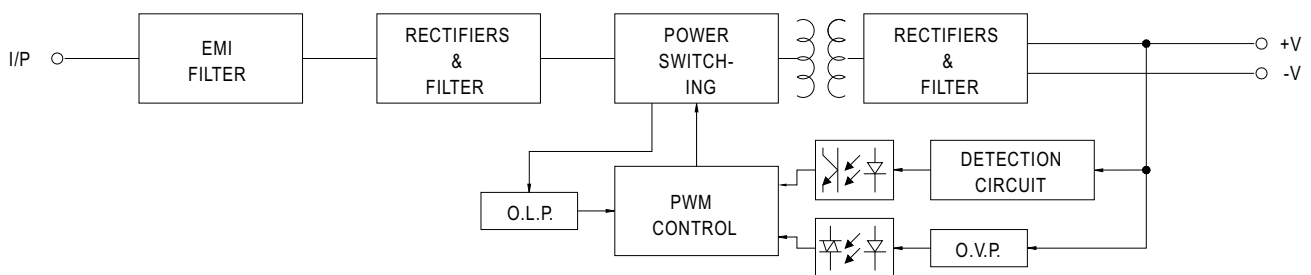 I/P
EMI
FILTER
RECTIFIERS
&
FILTER
POWER
SWITCH-
ING
RECTIFIERS
&
FILTER
+V
-V
O.L.P.
PWM
CONTROL
DETECTION
CIRCUIT
O.V.P.